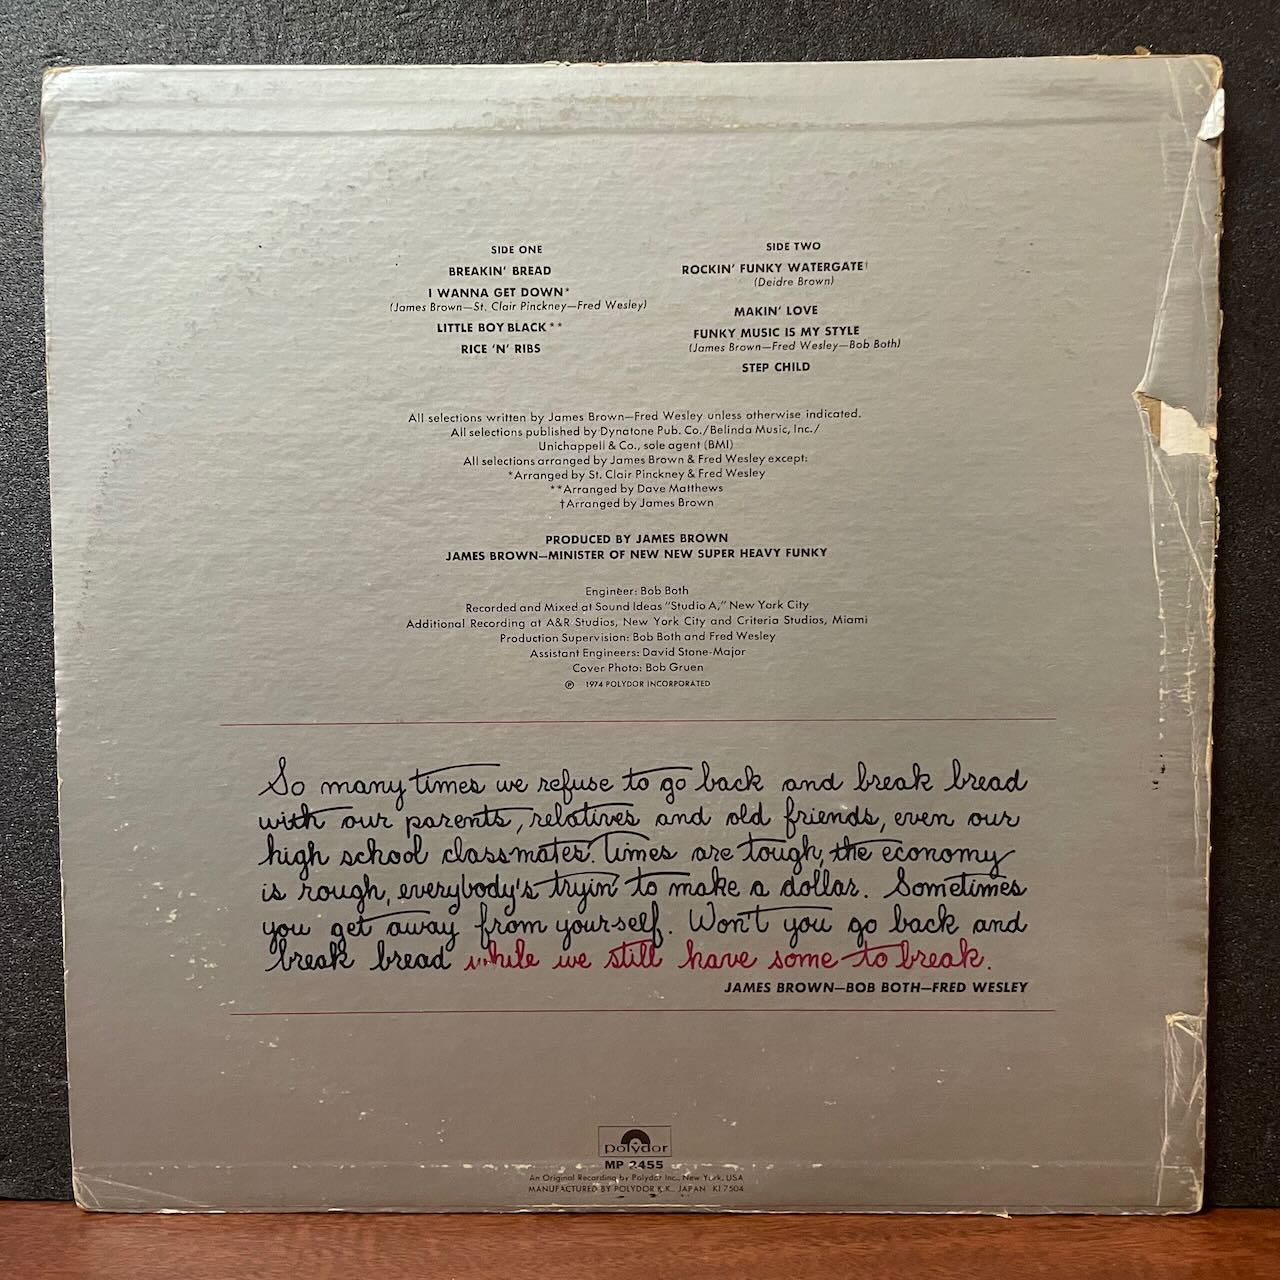 SIDE ONE
BREAKIN' BREAD
I WANNA GET DOWN*
(James Brown—St. Clair Pinckney—Fred Wesley)
LITTLE BOY BLACK**
RICE 'N' RIBS
SIDE TWO
ROCKIN' FUNKY WATERGATE†
(Deidre Brown)
MAKIN' LOVE
FUNKY MUSIC IS MY STYLE
(James Brown—Fred Wesley—Bob Both)
STEP CHILD
All selections written by James Brown—Fred Wesley unless otherwise indicated.
All selections published by Dynatone Pub. Co./Belinda Music, Inc./
Unichappell & Co., sole agent (BMI)
All selections arranged by James Brown & Fred Wesley except:
*Arranged by St. Clair Pinckney & Fred Wesley
**Arranged by Dave Matthews
†Arranged by James Brown
PRODUCED BY JAMES BROWN
JAMES BROWN—MINISTER OF NEW NEW SUPER HEAVY FUNKY
Engineer: Bob Both
Recorded and Mixed at Sound Ideas "Studio A," New York City
Additional Recording at A&R Studios, New York City and Criteria Studios, Miami
Production Supervision: Bob Both and Fred Wesley
Assistant Engineers: David Stone-Major
Cover Photo: Bob Gruen
℗ 1974 POLYDOR INCORPORATED
So many times we refuse to go back and break bread
with our parents, relatives and old friends, even our
high school classmates. Times are tough, the economy
is rough, everybody's tryin' to make a dollar. Sometimes
you get away from your-self. Won't you go back and
break bread while we still have some to break.
JAMES BROWN—BOB BOTH—FRED WESLEY
polydor
MP 2455
An Original Recording by Polydor Inc., New York, USA
MANUFACTURED BY POLYDOR K.K., JAPAN KI 7504